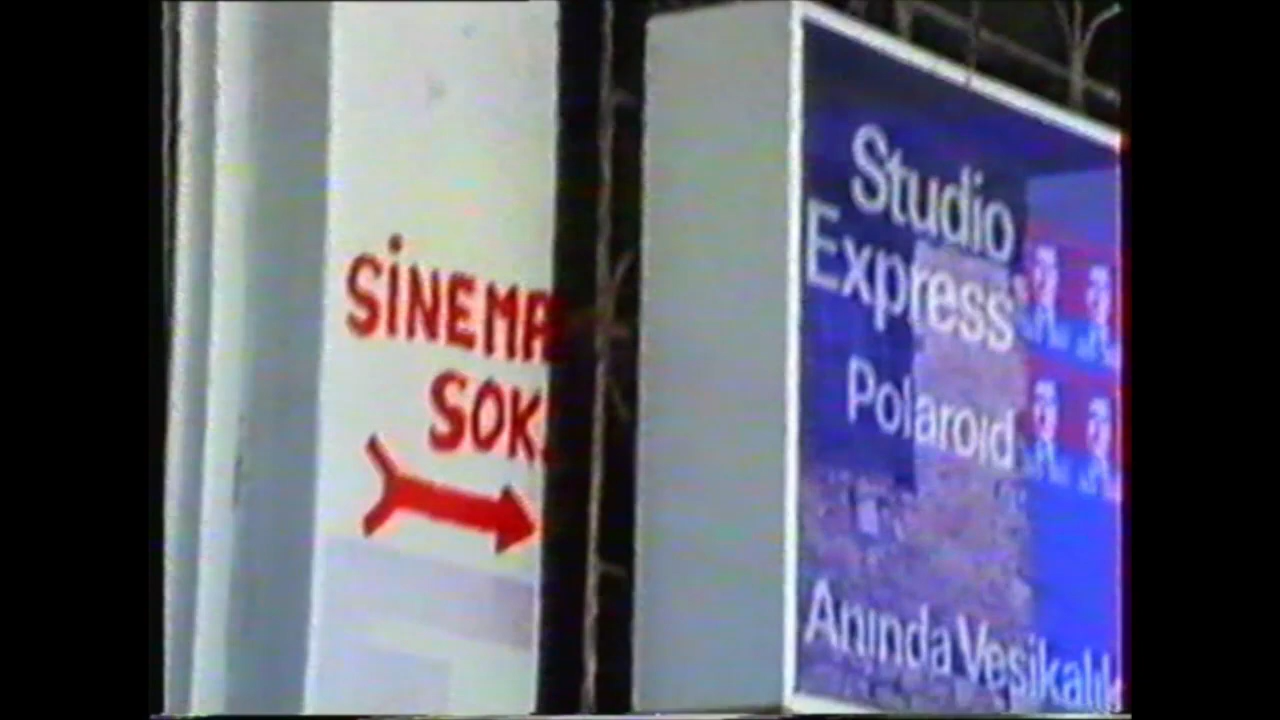 SİNEMA
SOK.
Studio
Express
Polaroid
Anında Vesikalık